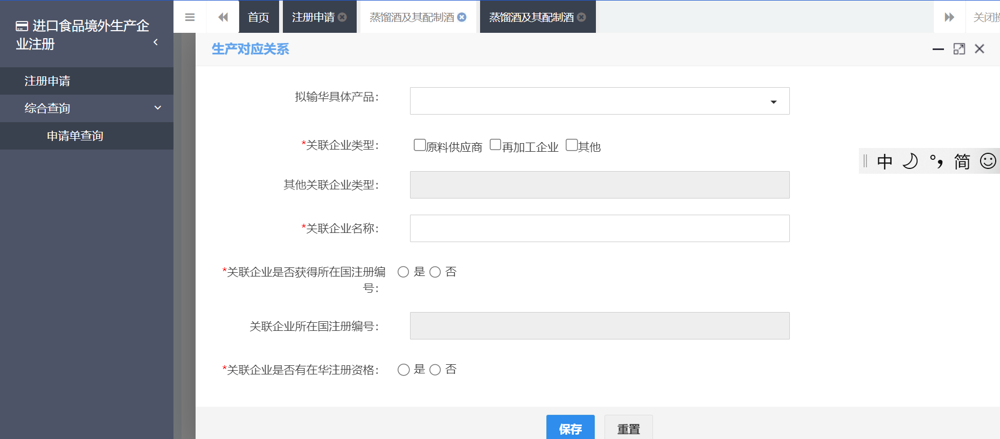 进口食品境外生产企
业注册
注册申请
综合查询
申请单查询
首页
注册申请
蒸馏酒及其配制酒
蒸馏酒及其配制酒
关闭操
生产对应关系
拟输华具体产品：
*关联企业类型：
原料供应商 再加工企业 其他
其他关联企业类型：
*关联企业名称：
*关联企业是否获得所在国注册编
号：
是 否
关联企业所在国注册编号：
*关联企业是否有在华注册资格：
是 否
中 °, 简
保存
重置